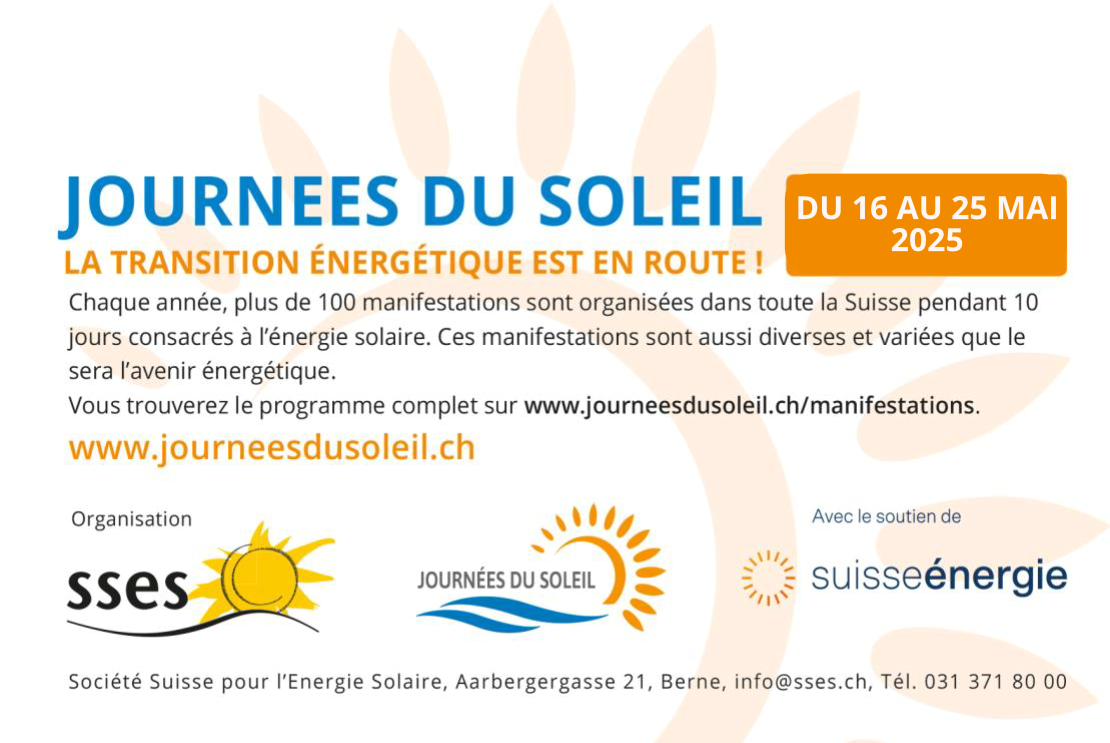 JOURNEES DU SOLEIL
DU 16 AU 25 MAI
2025
LA TRANSITION ÉNERGÉTIQUE EST EN ROUTE !
Chaque année, plus de 100 manifestations sont organisées dans toute la Suisse pendant 10
jours consacrés à l’énergie solaire. Ces manifestations sont aussi diverses et variées que le
sera l’avenir énergétique.
Vous trouverez le programme complet sur www.journeesdusoleil.ch/manifestations.
www.journeesdusoleil.ch
Organisation
sses
JOURNÉES DU SOLEIL
Avec le soutien de
suisseénergie
Société Suisse pour l’Energie Solaire, Aarbergergasse 21, Berne, info@sses.ch, Tél. 031 371 80 00